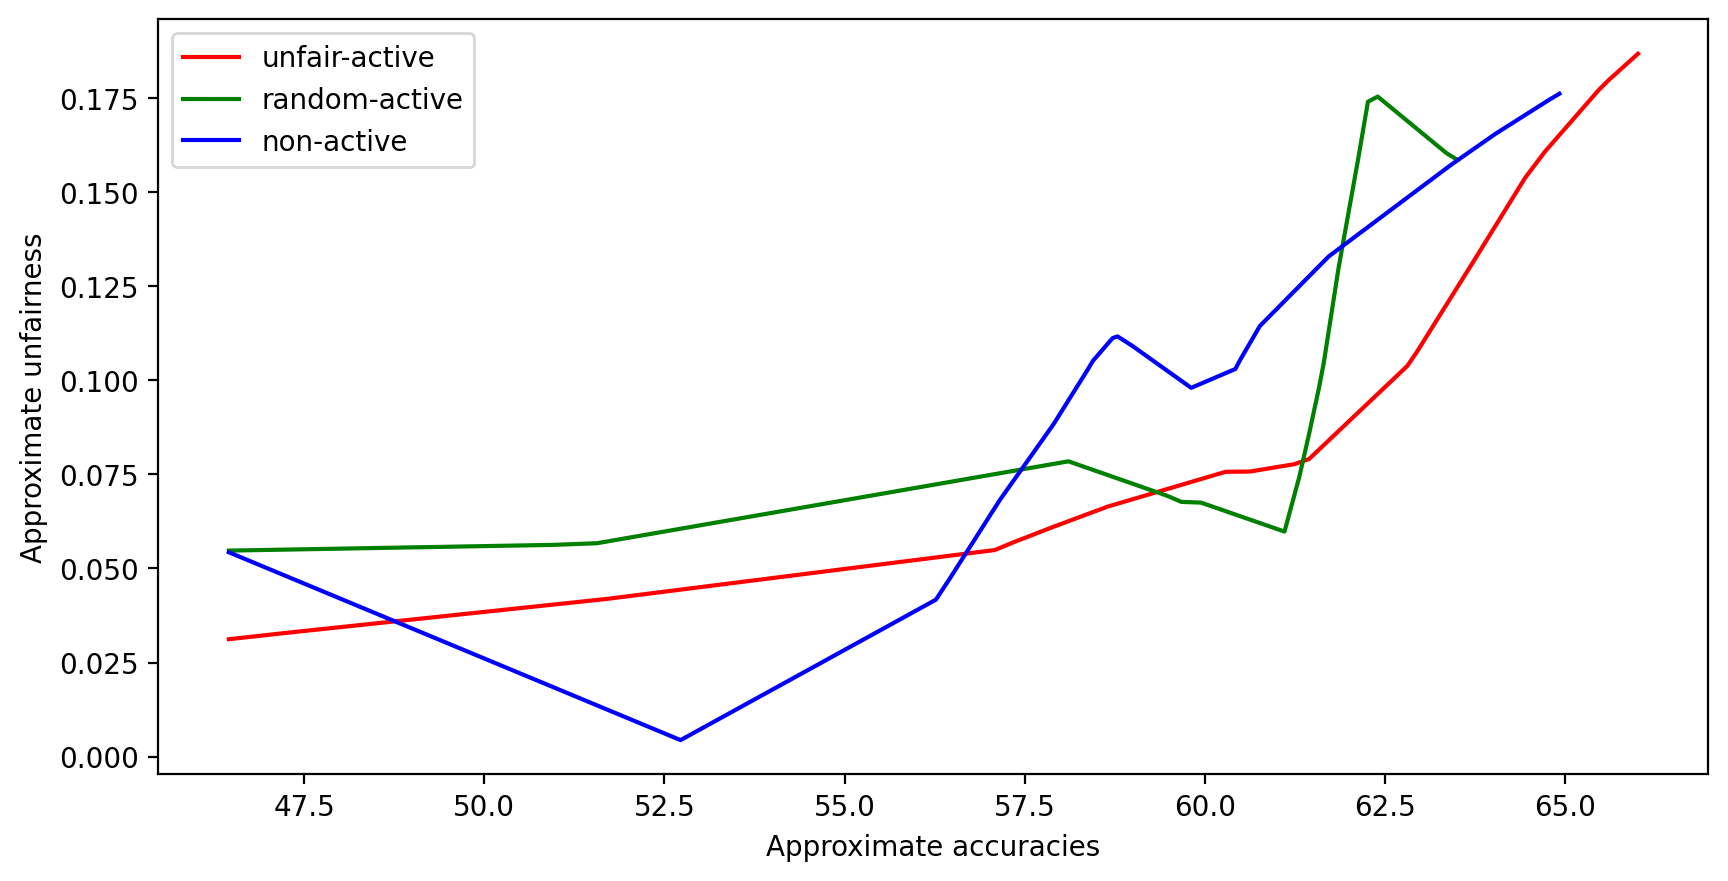 unfair-active
random-active
non-active
0.175
0.150
0.125
0.100
0.075
0.050
0.025
0.000
Approximate unfairness
47.5 50.0 52.5 55.0 57.5 60.0 62.5 65.0
Approximate accuracies